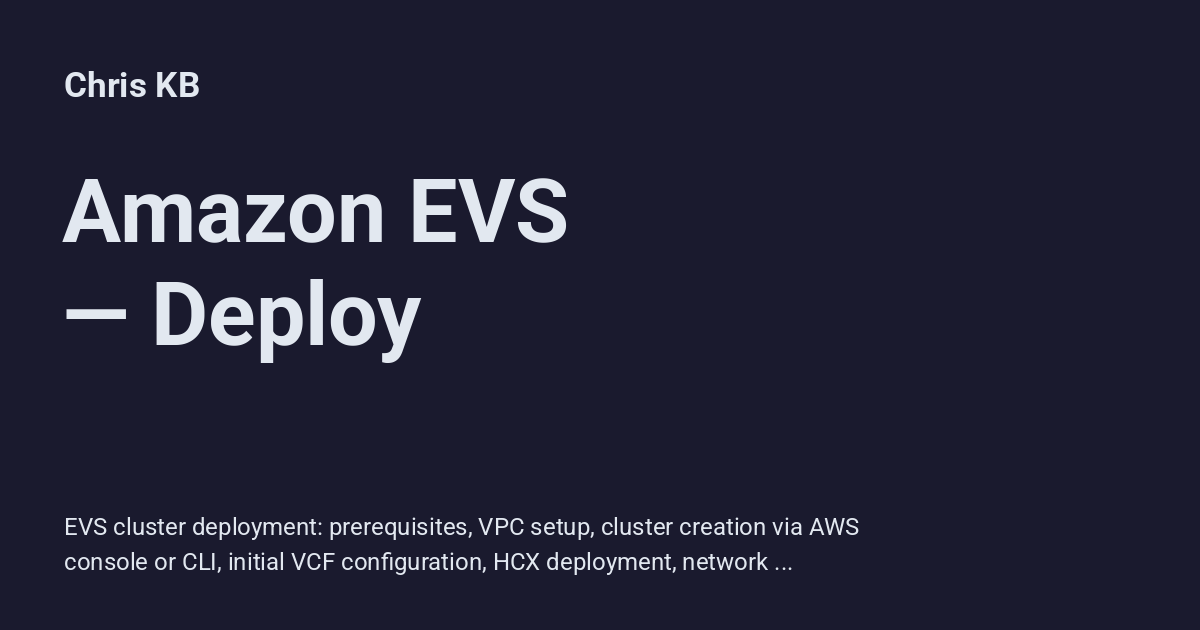 Chris KB
Amazon EVS
— Deploy
EVS cluster deployment: prerequisites, VPC setup, cluster creation via AWS
console or CLI, initial VCF configuration, HCX deployment, network ...